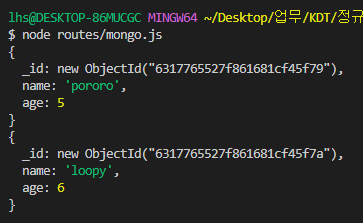 lhs@DESKTOP-86MUCGC MINGW64 ~/Desktop/업무/KDT/정규
$ node routes/mongo.js
{
  _id: new ObjectId("6317765527f861681cf45f79"),
  name: 'pororo',
  age: 5
}
{
  _id: new ObjectId("6317765527f861681cf45f7a"),
  name: 'loopy',
  age: 6
}